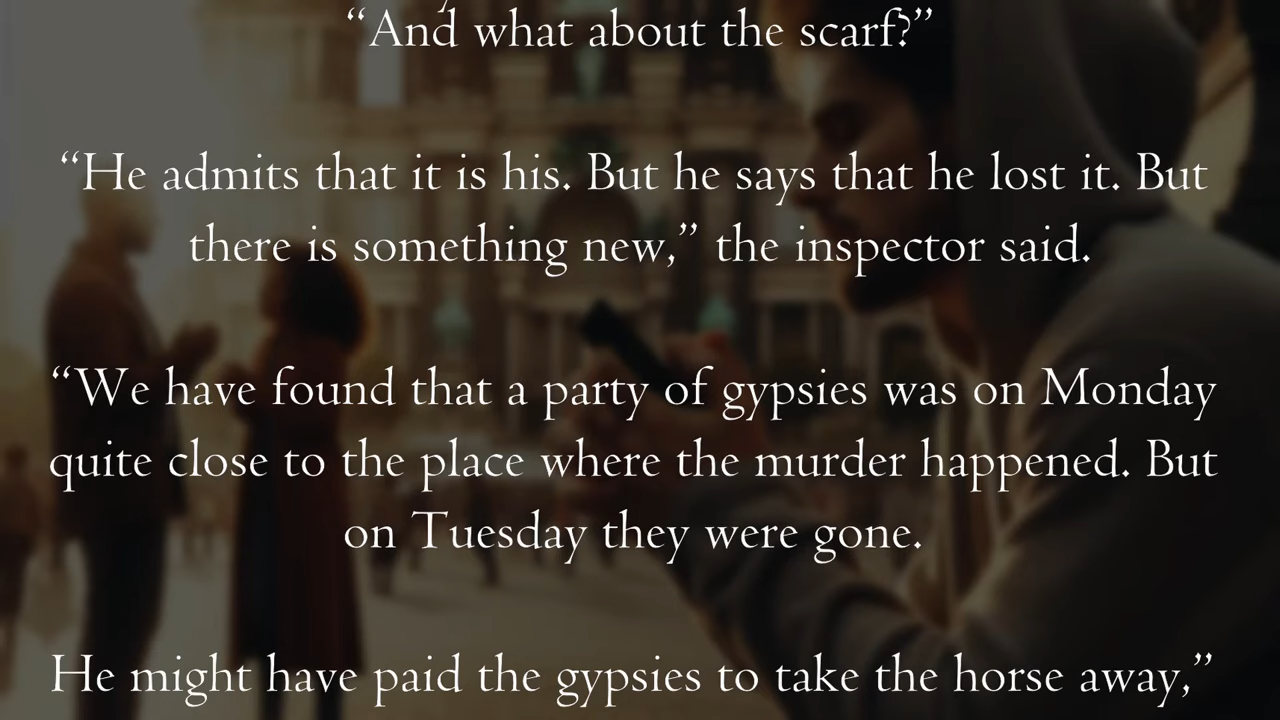 “And what about the scarf?”
“He admits that it is his. But he says that he lost it. But
there is something new,” the inspector said.
“We have found that a party of gypsies was on Monday
quite close to the place where the murder happened. But
on Tuesday they were gone.
He might have paid the gypsies to take the horse away,”